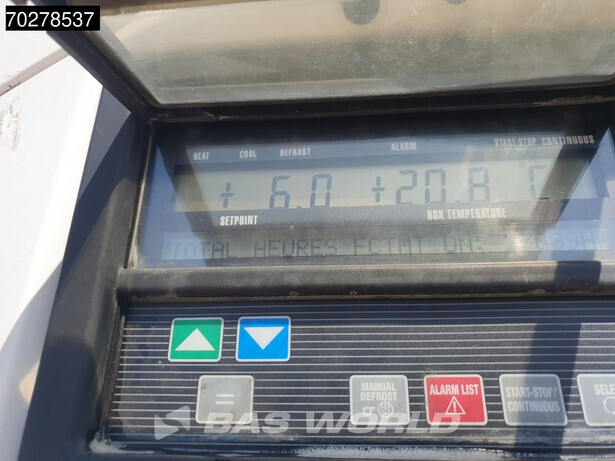 70278537
HEAT COOL DEFROST ALARM START-STOP CONTINUOUS
+ 6.0 +20.8 °C
SETPOINT BOX TEMPERATURE
TOTAL HEURES FCTMT ON:
MANUAL DEFROST
ALARM LIST
START-STOP/ CONTINUOUS
=
BAS WORLD